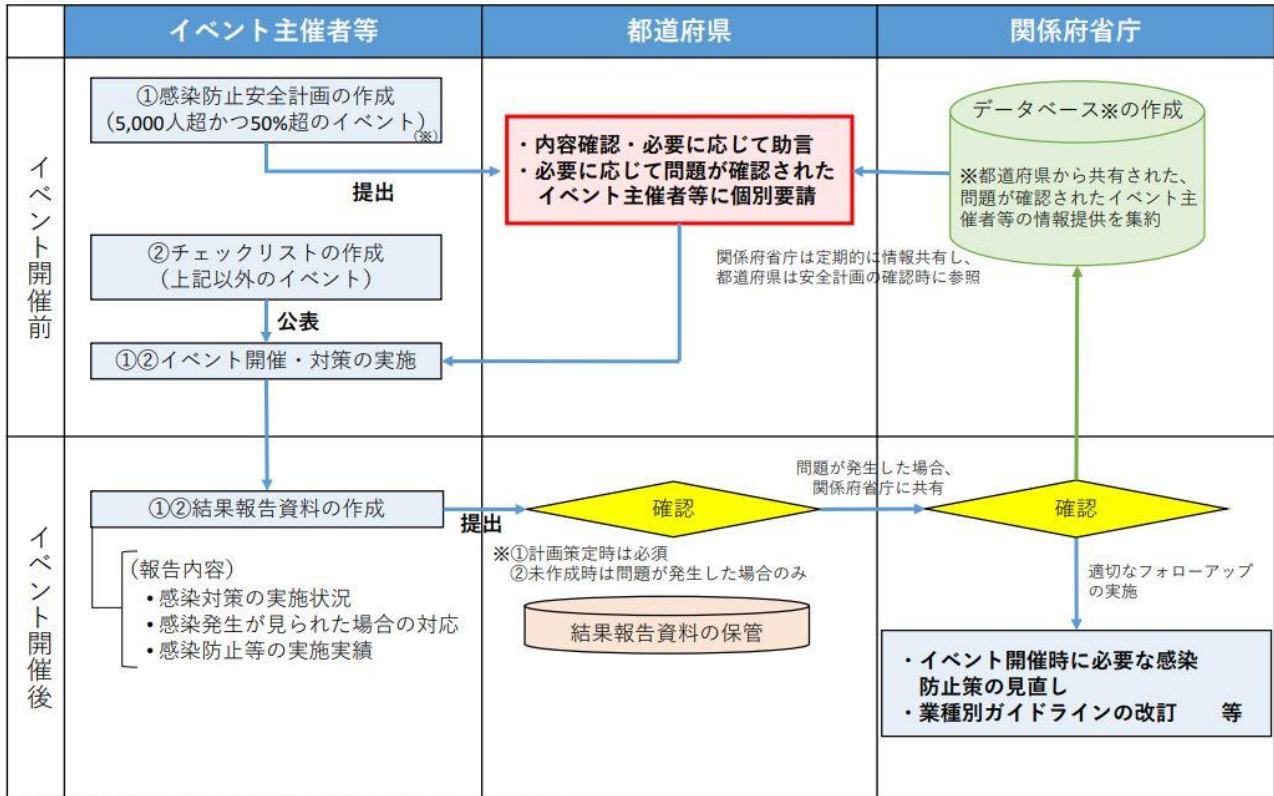 イベント主催者等
都道府県
関係府省庁
イベント開催前
①感染防止安全計画の作成
(5,000人超かつ50%超のイベント)
(※)
提出
・内容確認・必要に応じて助言
・必要に応じて問題が確認された
イベント主催者等に個別要請
データベース※の作成
※都道府県から共有された、
問題が確認されたイベント主
催者等の情報提供を集約
②チェックリストの作成
(上記以外のイベント)
関係府省庁は定期的に情報共有し、
都道府県は安全計画の確認時に参照
公表
①②イベント開催・対策の実施
イベント開催後
①②結果報告資料の作成
提出
確認
問題が発生した場合、
関係府省庁に共有
確認
(報告内容)
•感染対策の実施状況
•感染発生が見られた場合の対応
•感染防止等の実施実績
※①計画策定時は必須
②未作成時は問題が発生した場合のみ
結果報告資料の保管
適切なフォローアップ
の実施
・イベント開催時に必要な感染
防止策の見直し
・業種別ガイドラインの改訂 等